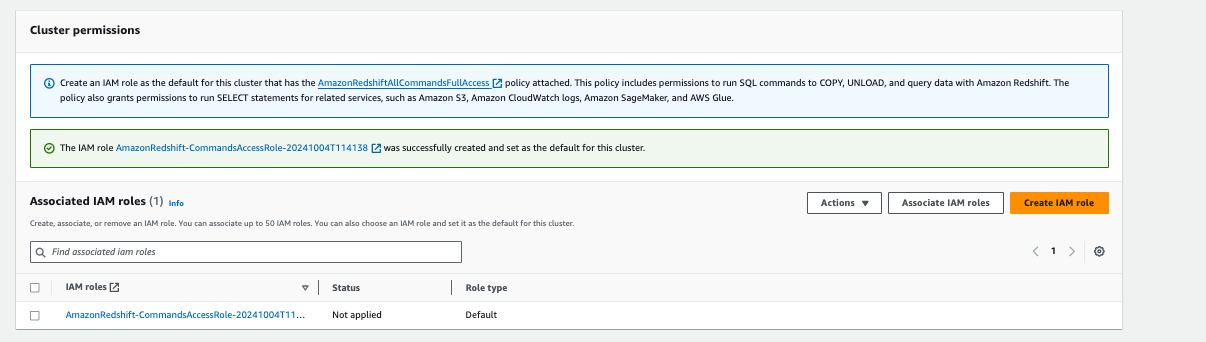 Cluster permissions
Create an IAM role as the default for this cluster that has the AmazonRedshiftAllCommandsFullAccess policy attached. This policy includes permissions to run SQL commands to COPY, UNLOAD, and query data with Amazon Redshift. The
policy also grants permissions to run SELECT statements for related services, such as Amazon S3, Amazon CloudWatch logs, Amazon SageMaker, and AWS Glue.
The IAM role AmazonRedshift-CommandsAccessRole-20241004T114138 was successfully created and set as the default for this cluster.
Associated IAM roles (1) Info
Actions
Associate IAM roles
Create IAM role
Create, associate, or remove an IAM role. You can associate up to 50 IAM roles. You can also choose an IAM role and set it as the default for this cluster.
Find associated iam roles
1
IAM roles Status Role type
AmazonRedshift-CommandsAccessRole-20241004T11... Not applied Default